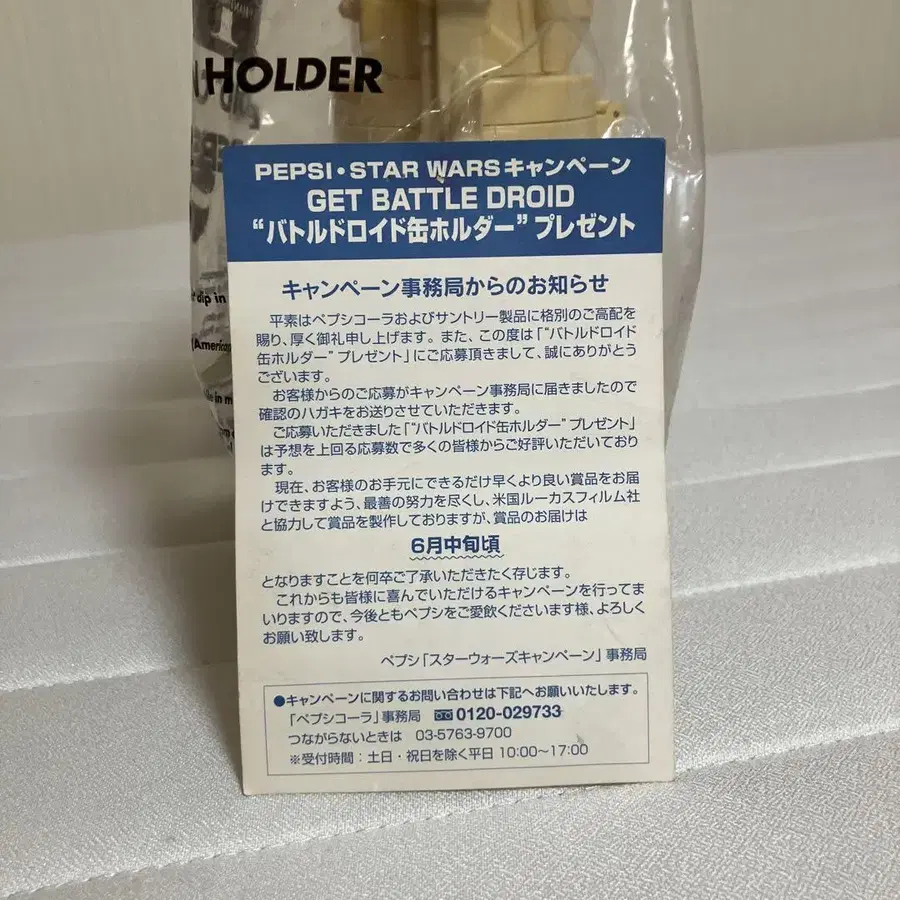 HOLDER
dip in
(American
PEPSI・STAR WARSキャンペーン
GET BATTLE DROID
“バトルドロイド缶ホルダー”プレゼント
キャンペーン事務局からのお知らせ
平素はペプシコーラおよびサントリー製品に格別のご高配を
賜り、厚く御礼申し上げます。また、この度は「“バトルドロイド
缶ホルダー”プレゼント」にご応募頂きまして、誠にありがとう
ございます。
お客様からのご応募がキャンペーン事務局に届きましたので
確認のハガキをお送りさせていただきます。
ご応募いただきました「“バトルドロイド缶ホルダー”プレゼント」
は予想を上回る応募数で多くの皆様からご好評いただいており
ます。
現在、お客様のお手元にできるだけ早くより良い賞品をお届
けできますよう、最善の努力を尽くし、米国ルーカスフィルム社
と協力して賞品を製作しておりますが、賞品のお届けは
6月中旬頃
となりますことを何卒ご了承いただきたく存じます。
これからも皆様に喜んでいただけるキャンペーンを行ってま
いりますので、今後ともペプシをご愛飲くださいます様、よろしく
お願い致します。
ペプシ「スターウォーズキャンペーン」事務局
●キャンペーンに関するお問い合わせは下記へお願いいたします。
「ペプシコーラ」事務局 0120-029733
つながらないときは 03-5763-9700
※受付時間：土日・祝日を除く平日 10:00～17:00